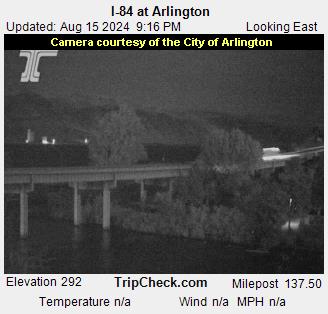 I-84 at Arlington
Updated: Aug 15 2024 9:16 PM Looking East
Camera courtesy of the City of Arlington
Elevation 292 TripCheck.com Milepost 137.50
Temperature n/a Wind n/a MPH n/a